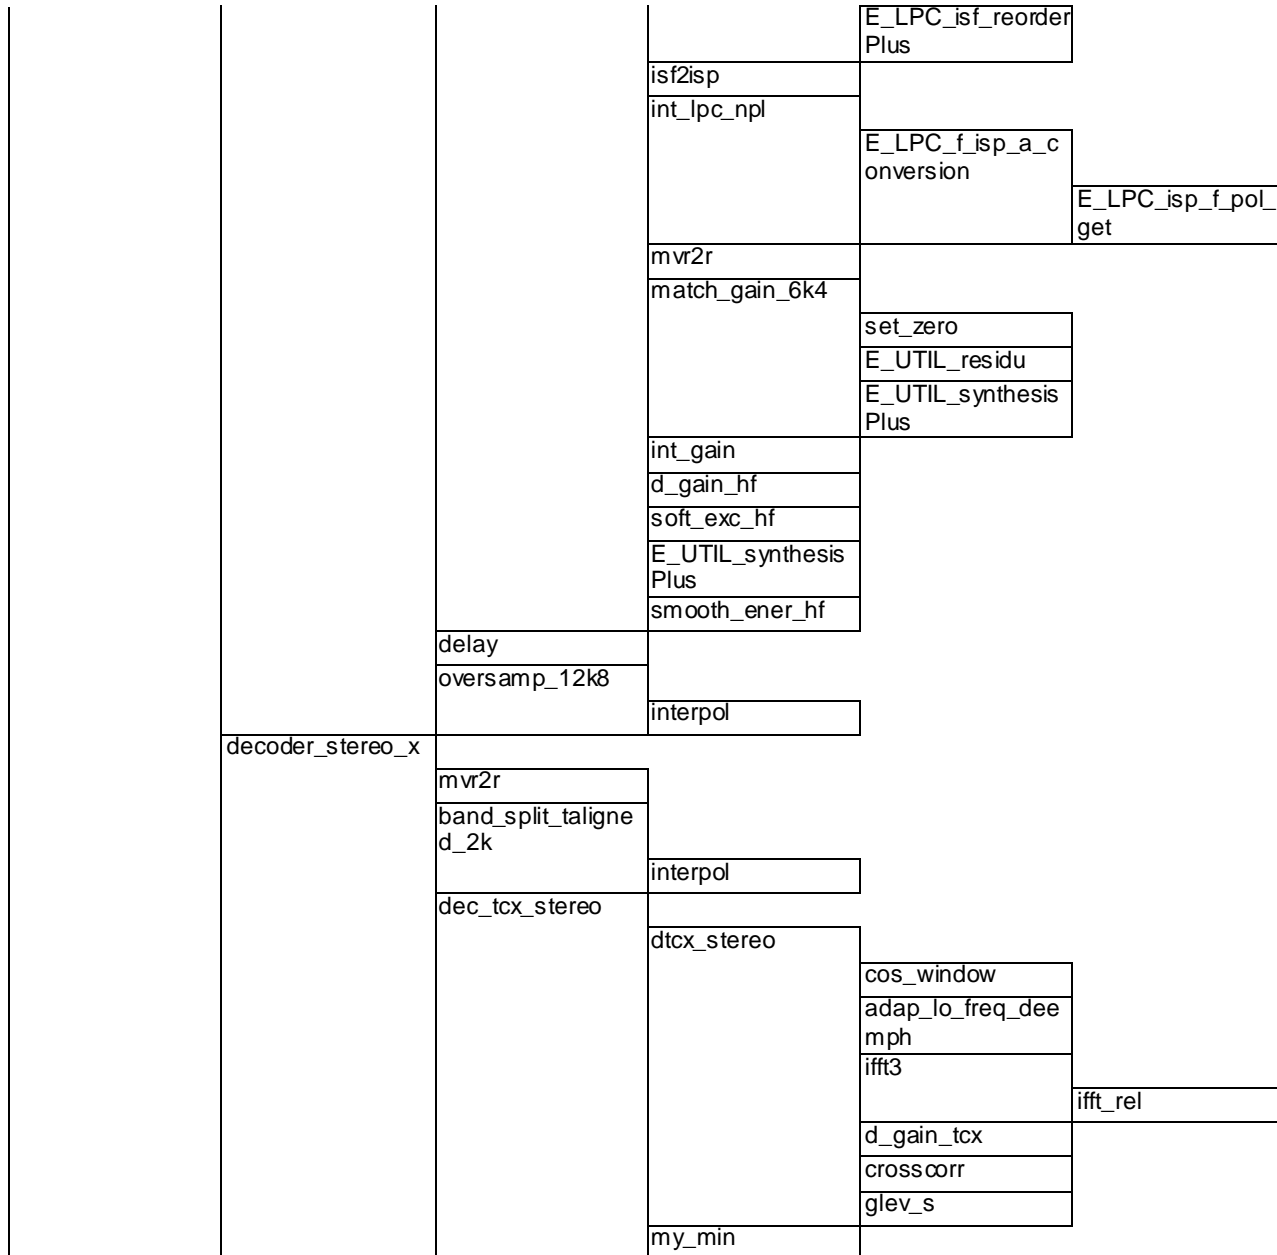 E_LPC_isf_reorder
Plus
isf2isp
int_lpc_npl
E_LPC_f_isp_a_c
onversion
E_LPC_isp_f_pol_
get
mvr2r
match_gain_6k4
set_zero
E_UTIL_residu
E_UTIL_synthesis
Plus
int_gain
d_gain_hf
soft_exc_hf
E_UTIL_synthesis
Plus
smooth_ener_hf
delay
oversamp_12k8
interpol
decoder_stereo_x
mvr2r
band_split_taligne
d_2k
interpol
dec_tcx_stereo
dtcx_stereo
cos_window
adap_lo_freq_dee
mph
ifft3
ifft_rel
d_gain_tcx
crosscorr
glev_s
my_min